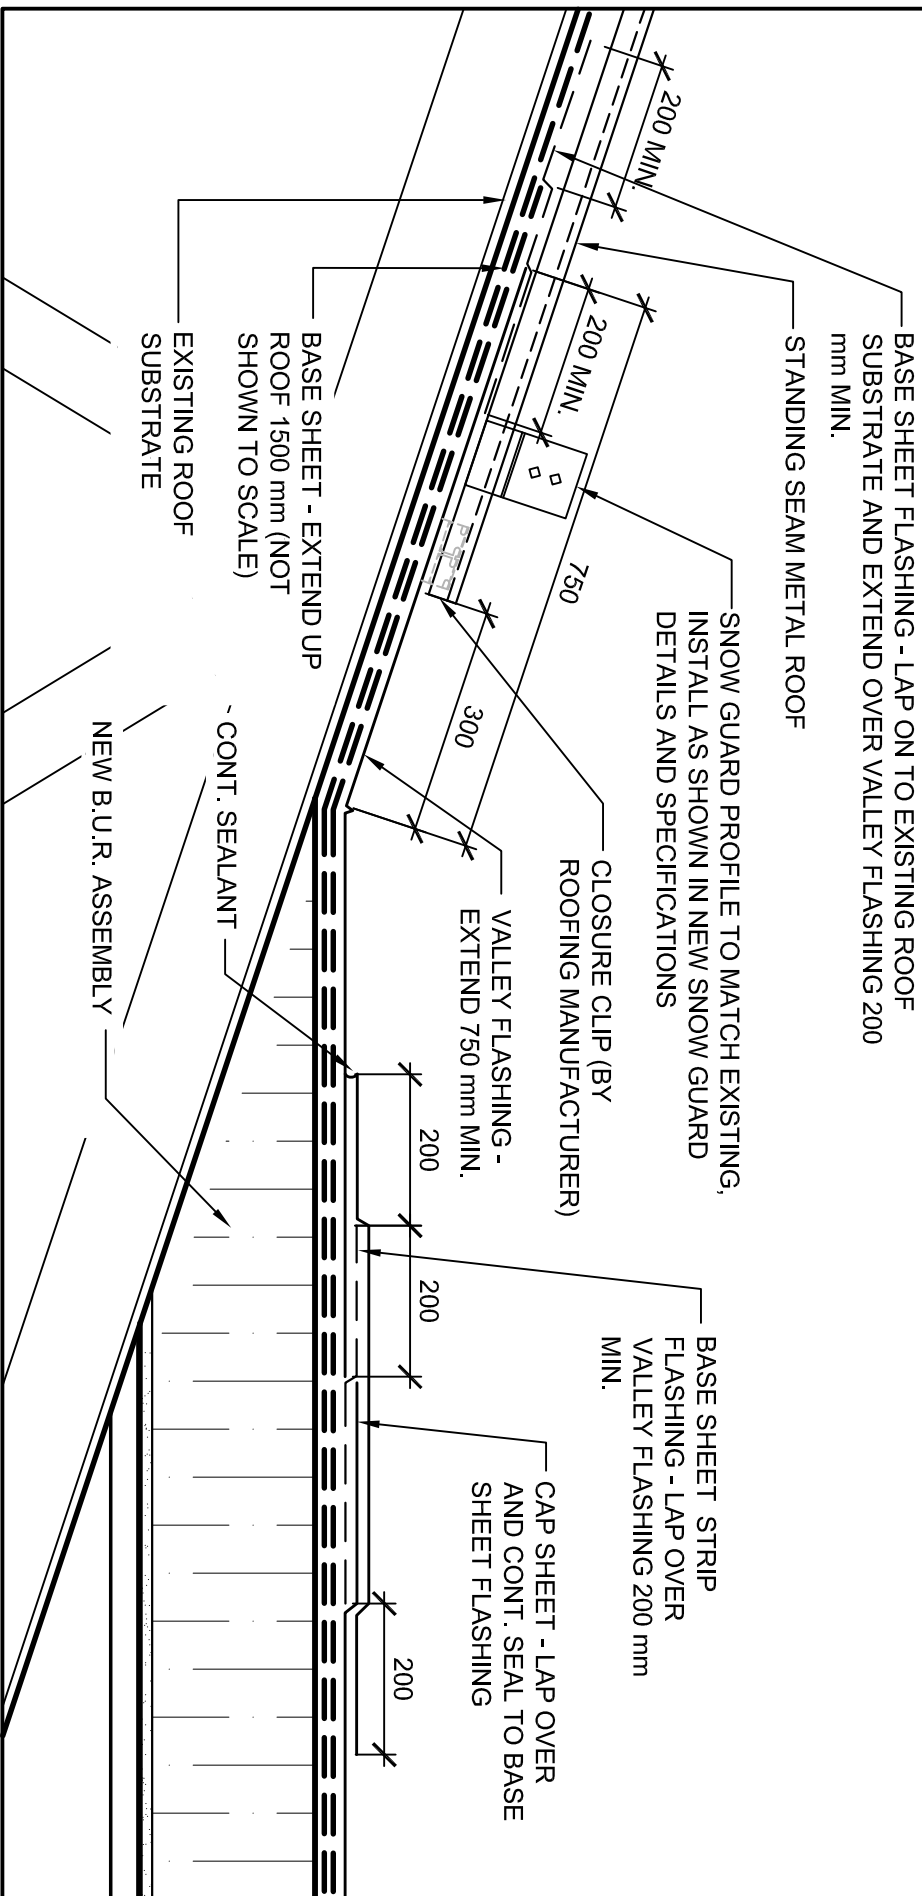 BASE SHEET FLASHING - LAP ON TO EXISTING ROOF
SUBSTRATE AND EXTEND OVER VALLEY FLASHING 200
mm MIN.
STANDING SEAM METAL ROOF
SNOW GUARD PROFILE TO MATCH EXISTING,
INSTALL AS SHOWN IN NEW SNOW GUARD
DETAILS AND SPECIFICATIONS
CLOSURE CLIP (BY
ROOFING MANUFACTURER)
VALLEY FLASHING -
EXTEND 750 mm MIN.
BASE SHEET STRIP
FLASHING - LAP OVER
VALLEY FLASHING 200 mm
MIN.
CAP SHEET - LAP OVER
AND CONT. SEAL TO BASE
SHEET FLASHING
200 MIN.
200 MIN.
750
300
200
200
200
BASE SHEET - EXTEND UP
ROOF 1500 mm (NOT
SHOWN TO SCALE)
EXISTING ROOF
SUBSTRATE
CONT. SEALANT
NEW B.U.R. ASSEMBLY